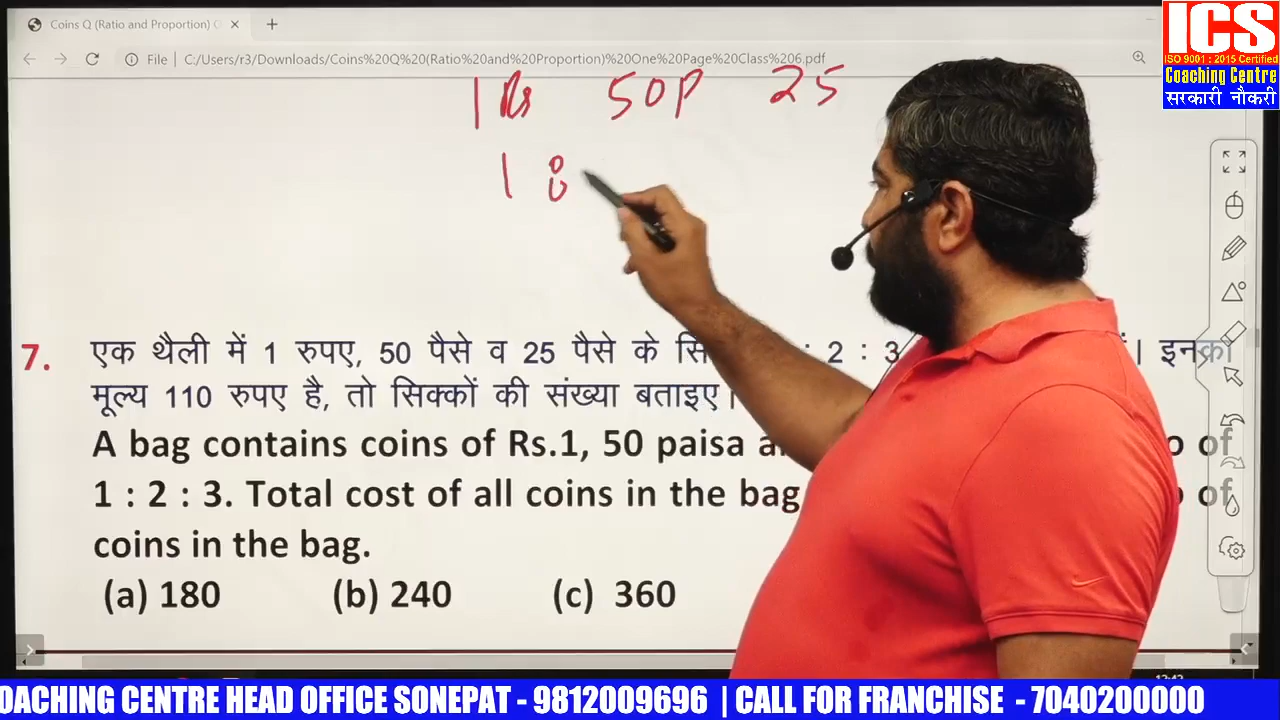 Coins Q (Ratio and Proportion)
File C:/Users/r3/Downloads/Coins%20Q%20(Ratio%20and%20Proportion)%20One%20Page%20Class%206.pdf
ICS
ISO 9001 : 2015 Certified
Coaching Centre
सरकारी नौकरी
1 Rs 50P 25
1 :
7. एक थैली में 1 रुपए, 50 पैसे व 25 पैसे के : 2 : 3 । इनका
मूल्य 110 रुपए है, तो सिक्कों की संख्या बताइए।
A bag contains coins of Rs.1, 50 paisa of
1 : 2 : 3. Total cost of all coins in the bag of
coins in the bag.
(a) 180 (b) 240 (c) 360
COACHING CENTRE HEAD OFFICE SONEPAT - 9812009696 | CALL FOR FRANCHISE - 7040200000